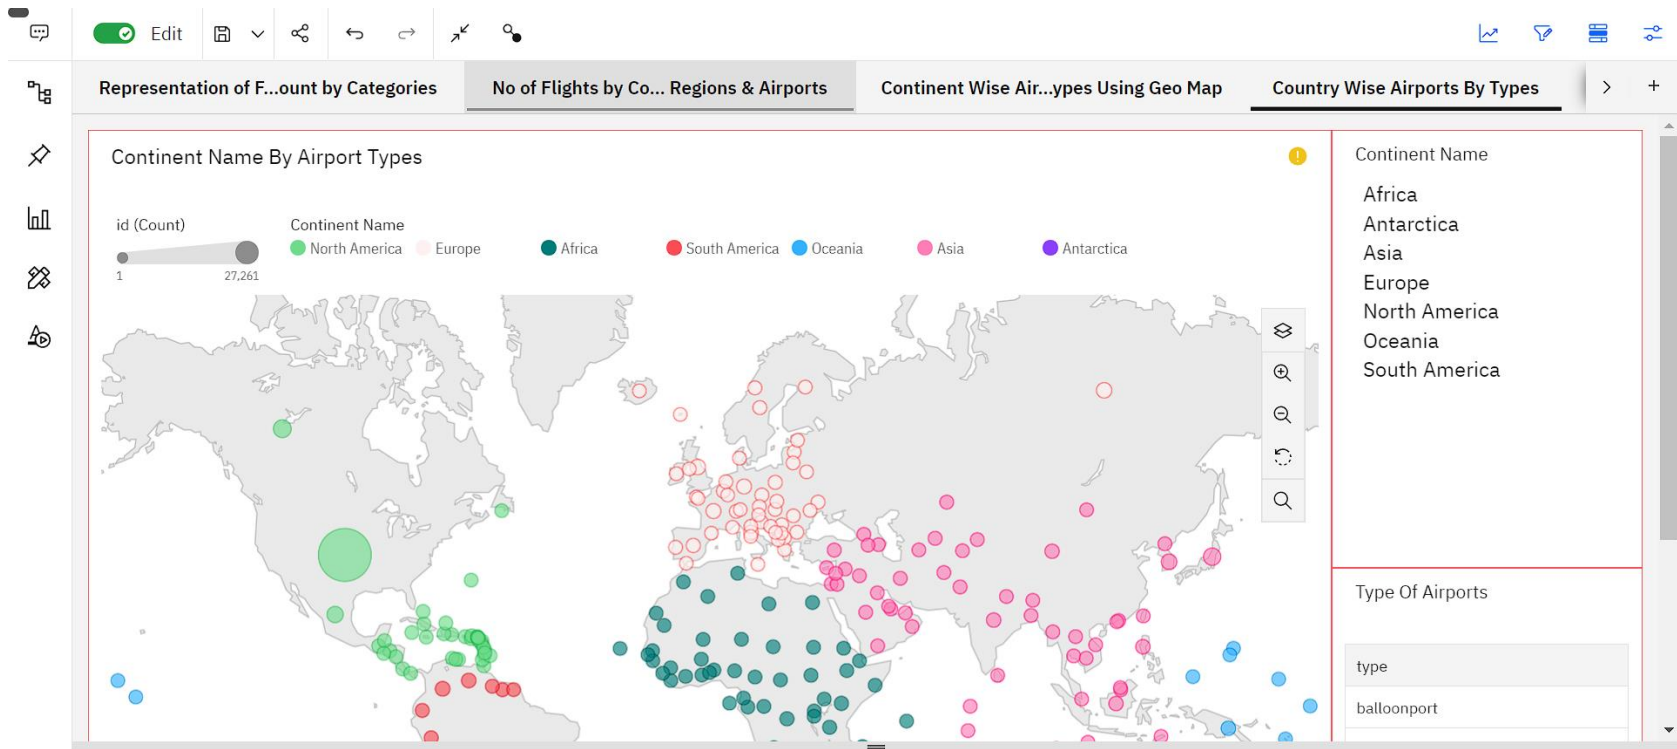 Edit
Representation of F...ount by Categories
No of Flights by Co... Regions & Airports
Continent Wise Air...ypes Using Geo Map
Country Wise Airports By Types
Continent Name By Airport Types
id (Count)
1
27,261
Continent Name
North America
Europe
Africa
South America
Oceania
Asia
Antarctica
Continent Name
Africa
Antarctica
Asia
Europe
North America
Oceania
South America
Type Of Airports
type
balloonport